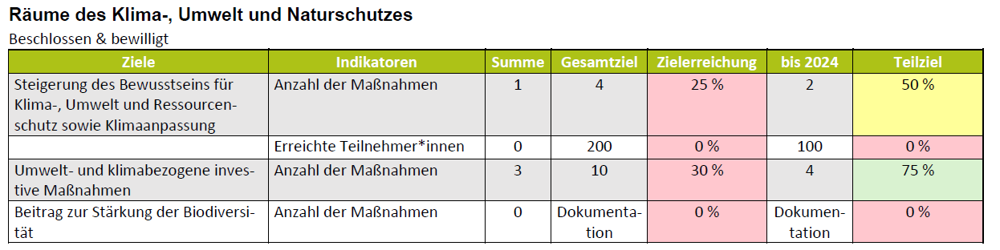 Räume des Klima-, Umwelt und Naturschutzes
Beschlossen & bewilligt
Ziele Indikatoren Summe Gesamtziel Zielerreichung bis 2024 Teilziel
Steigerung des Bewusstseins für Anzahl der Maßnahmen 1 4 25 % 2 50 %
Klima-, Umwelt und Ressourcen-
schutz sowie Klimaanpassung
Erreichte Teilnehmer*innen 0 200 0 % 100 0 %
Umwelt- und klimabezogene inves- Anzahl der Maßnahmen 3 10 30 % 4 75 %
tive Maßnahmen
Beitrag zur Stärkung der Biodiversi- Anzahl der Maßnahmen 0 Dokumenta- 0 % Dokumen- 0 %
tät tion tation